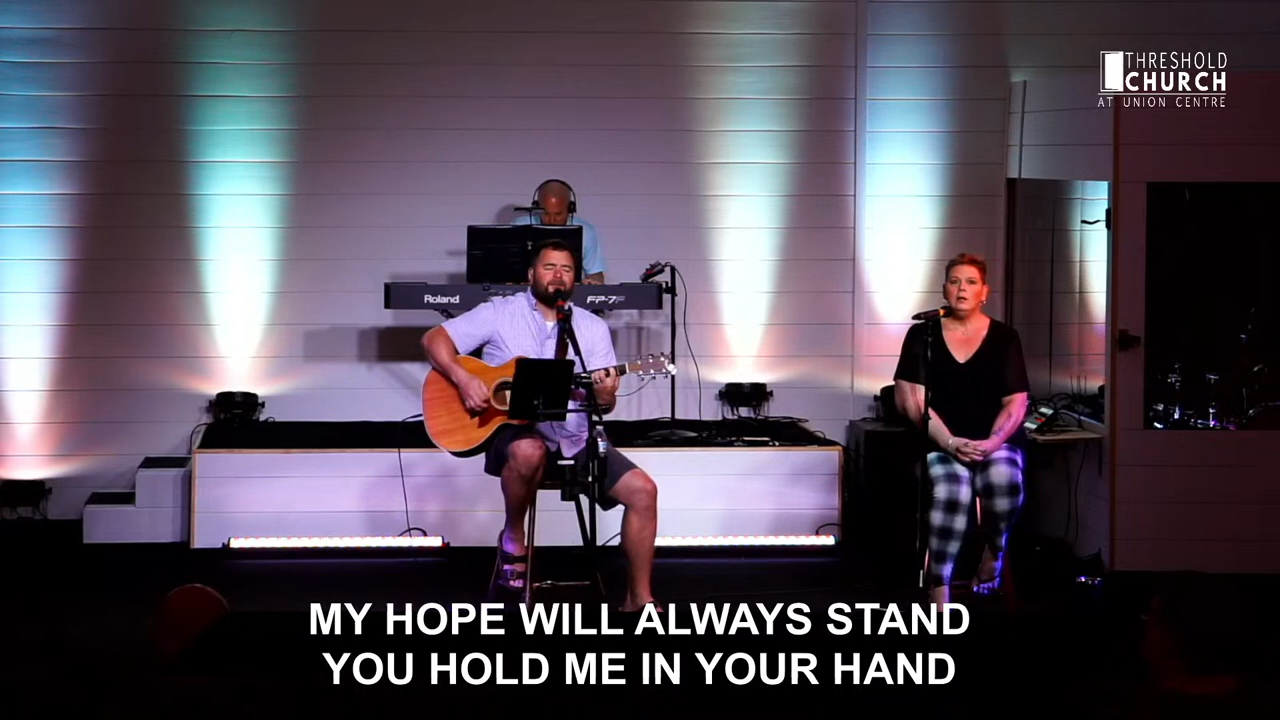 THRESHOLD
CHURCH
AT UNION CENTRE
Roland
FP-7F
MY HOPE WILL ALWAYS STAND
YOU HOLD ME IN YOUR HAND